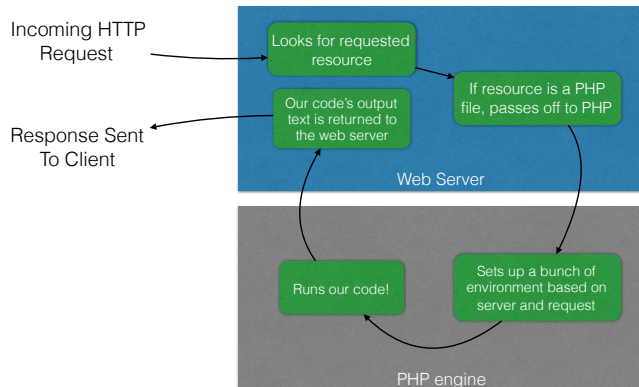 Incoming HTTP
Request
Looks for requested
resource
If resource is a PHP
file, passes off to PHP
Our code's output
text is returned to
the web server
Response Sent
To Client
Web Server
Runs our code!
Sets up a bunch of
environment based on
server and request
PHP engine